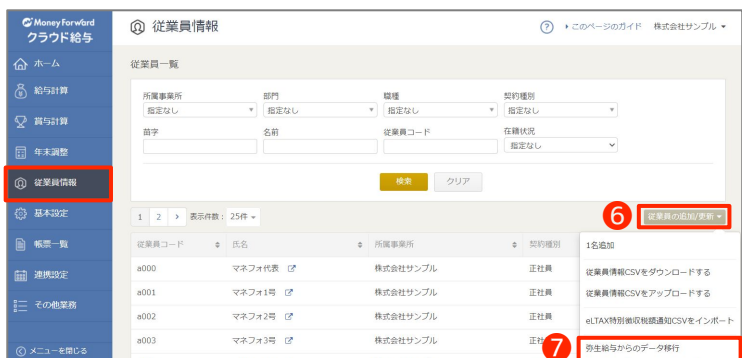 Money Forward
クラウド給与
従業員情報
? このページのガイド 株式会社サンプル
ホーム
給与計算
賞与計算
年末調整
従業員情報
基本設定
帳票一覧
連携設定
その他業務
メニューを閉じる
従業員一覧
所属事業所 部門 職種 契約種別
指定なし 指定なし 指定なし 指定なし
苗字 名前 従業員コード 在籍状況
指定なし
検索 クリア
1 2 › 表示件数: 25件
6 従業員の追加/更新
従業員コード 氏名 所属事業所 契約種別
a000 マネフォ代表 株式会社サンプル 正社員
a001 マネフォ1号 株式会社サンプル 正社員
a002 マネフォ2号 株式会社サンプル 正社員
a003 マネフォ3号 株式会社サンプル 正社
1名追加
従業員情報CSVをダウンロードする
従業員情報CSVをアップロードする
eLTAX特別徴収税額通知CSVをインポート
7 弥生給与からのデータ移行